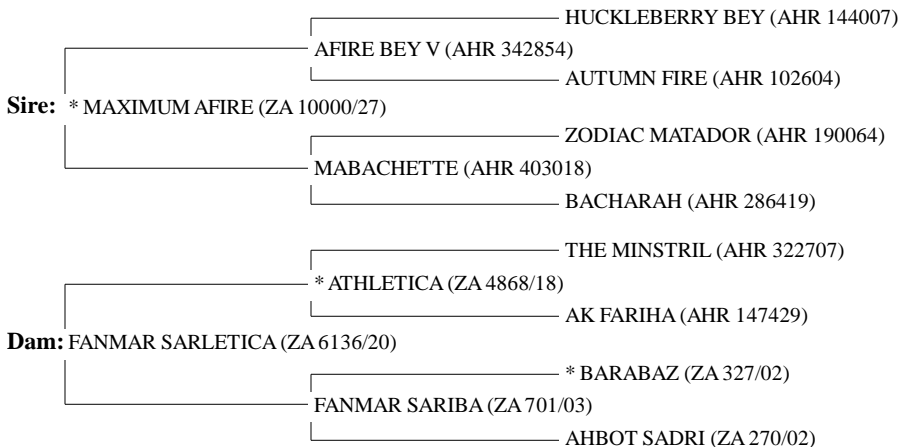 HUCKLEBERRY BEY (AHR 144007)
AFIRE BEY V (AHR 342854)
AUTUMN FIRE (AHR 102604)
Sire: * MAXIMUM AFIRE (ZA 10000/27)
ZODIAC MATADOR (AHR 190064)
MABACHETTE (AHR 403018)
BACHARAH (AHR 286419)
THE MINSTRIL (AHR 322707)
* ATHLETICA (ZA 4868/18)
AK FARIHA (AHR 147429)
Dam: FANMAR SARLETICA (ZA 6136/20)
* BARABAZ (ZA 327/02)
FANMAR SARIBA (ZA 701/03)
AHBOT SADRI (ZA 270/02)